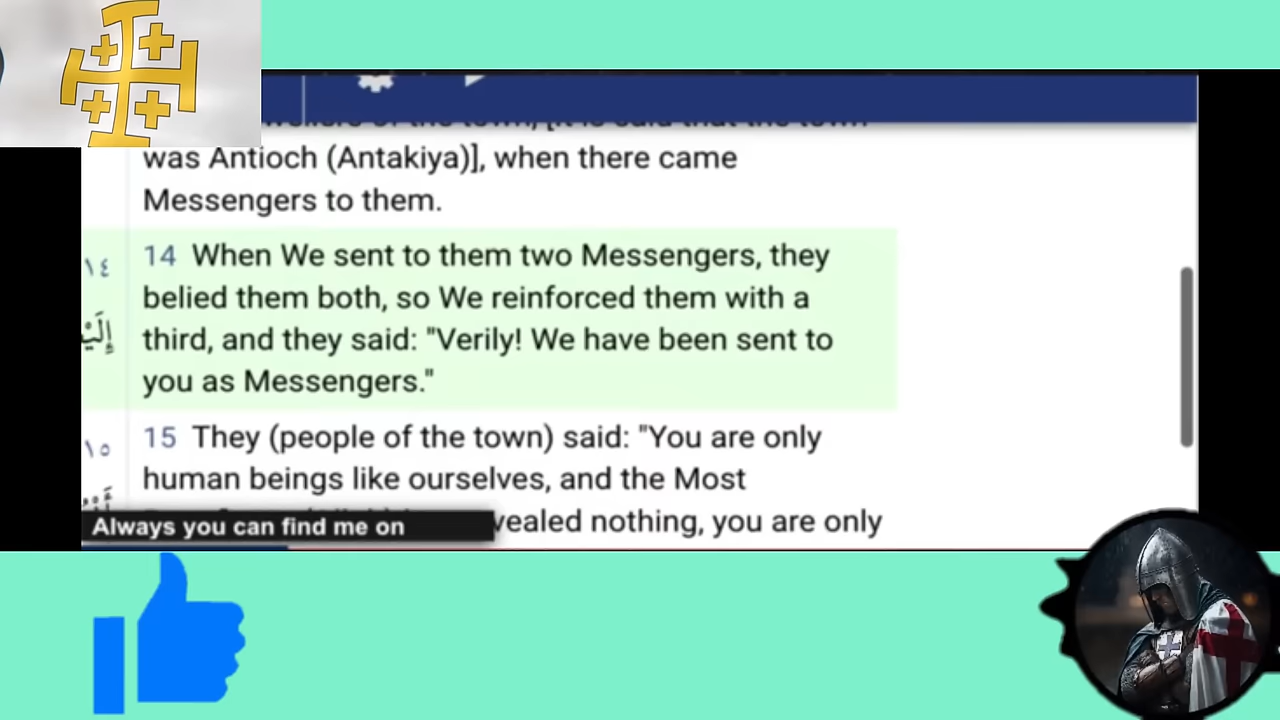 was Antioch (Antakiya)], when there came
Messengers to them.
١٤
14 When We sent to them two Messengers, they
belied them both, so We reinforced them with a
إِلَيْ
third, and they said: "Verily! We have been sent to
you as Messengers."
١٥
15 They (people of the town) said: "You are only
human beings like ourselves, and the Most
vealed nothing, you are only
Always you can find me on